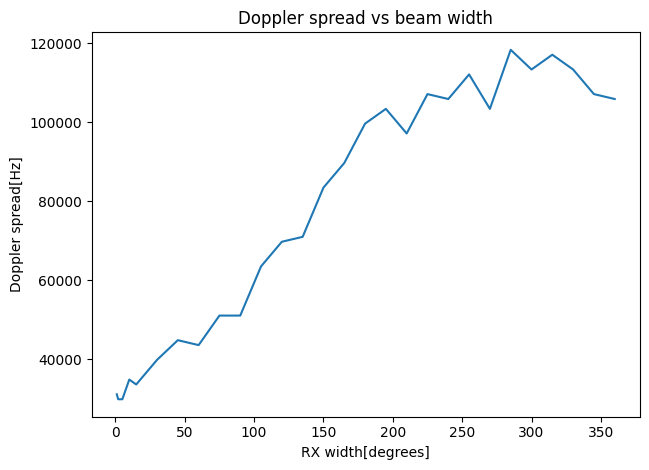 Doppler spread vs beam width
120000
100000
80000
60000
40000
Doppler spread[Hz]
0 50 100 150 200 250 300 350
RX width[degrees]